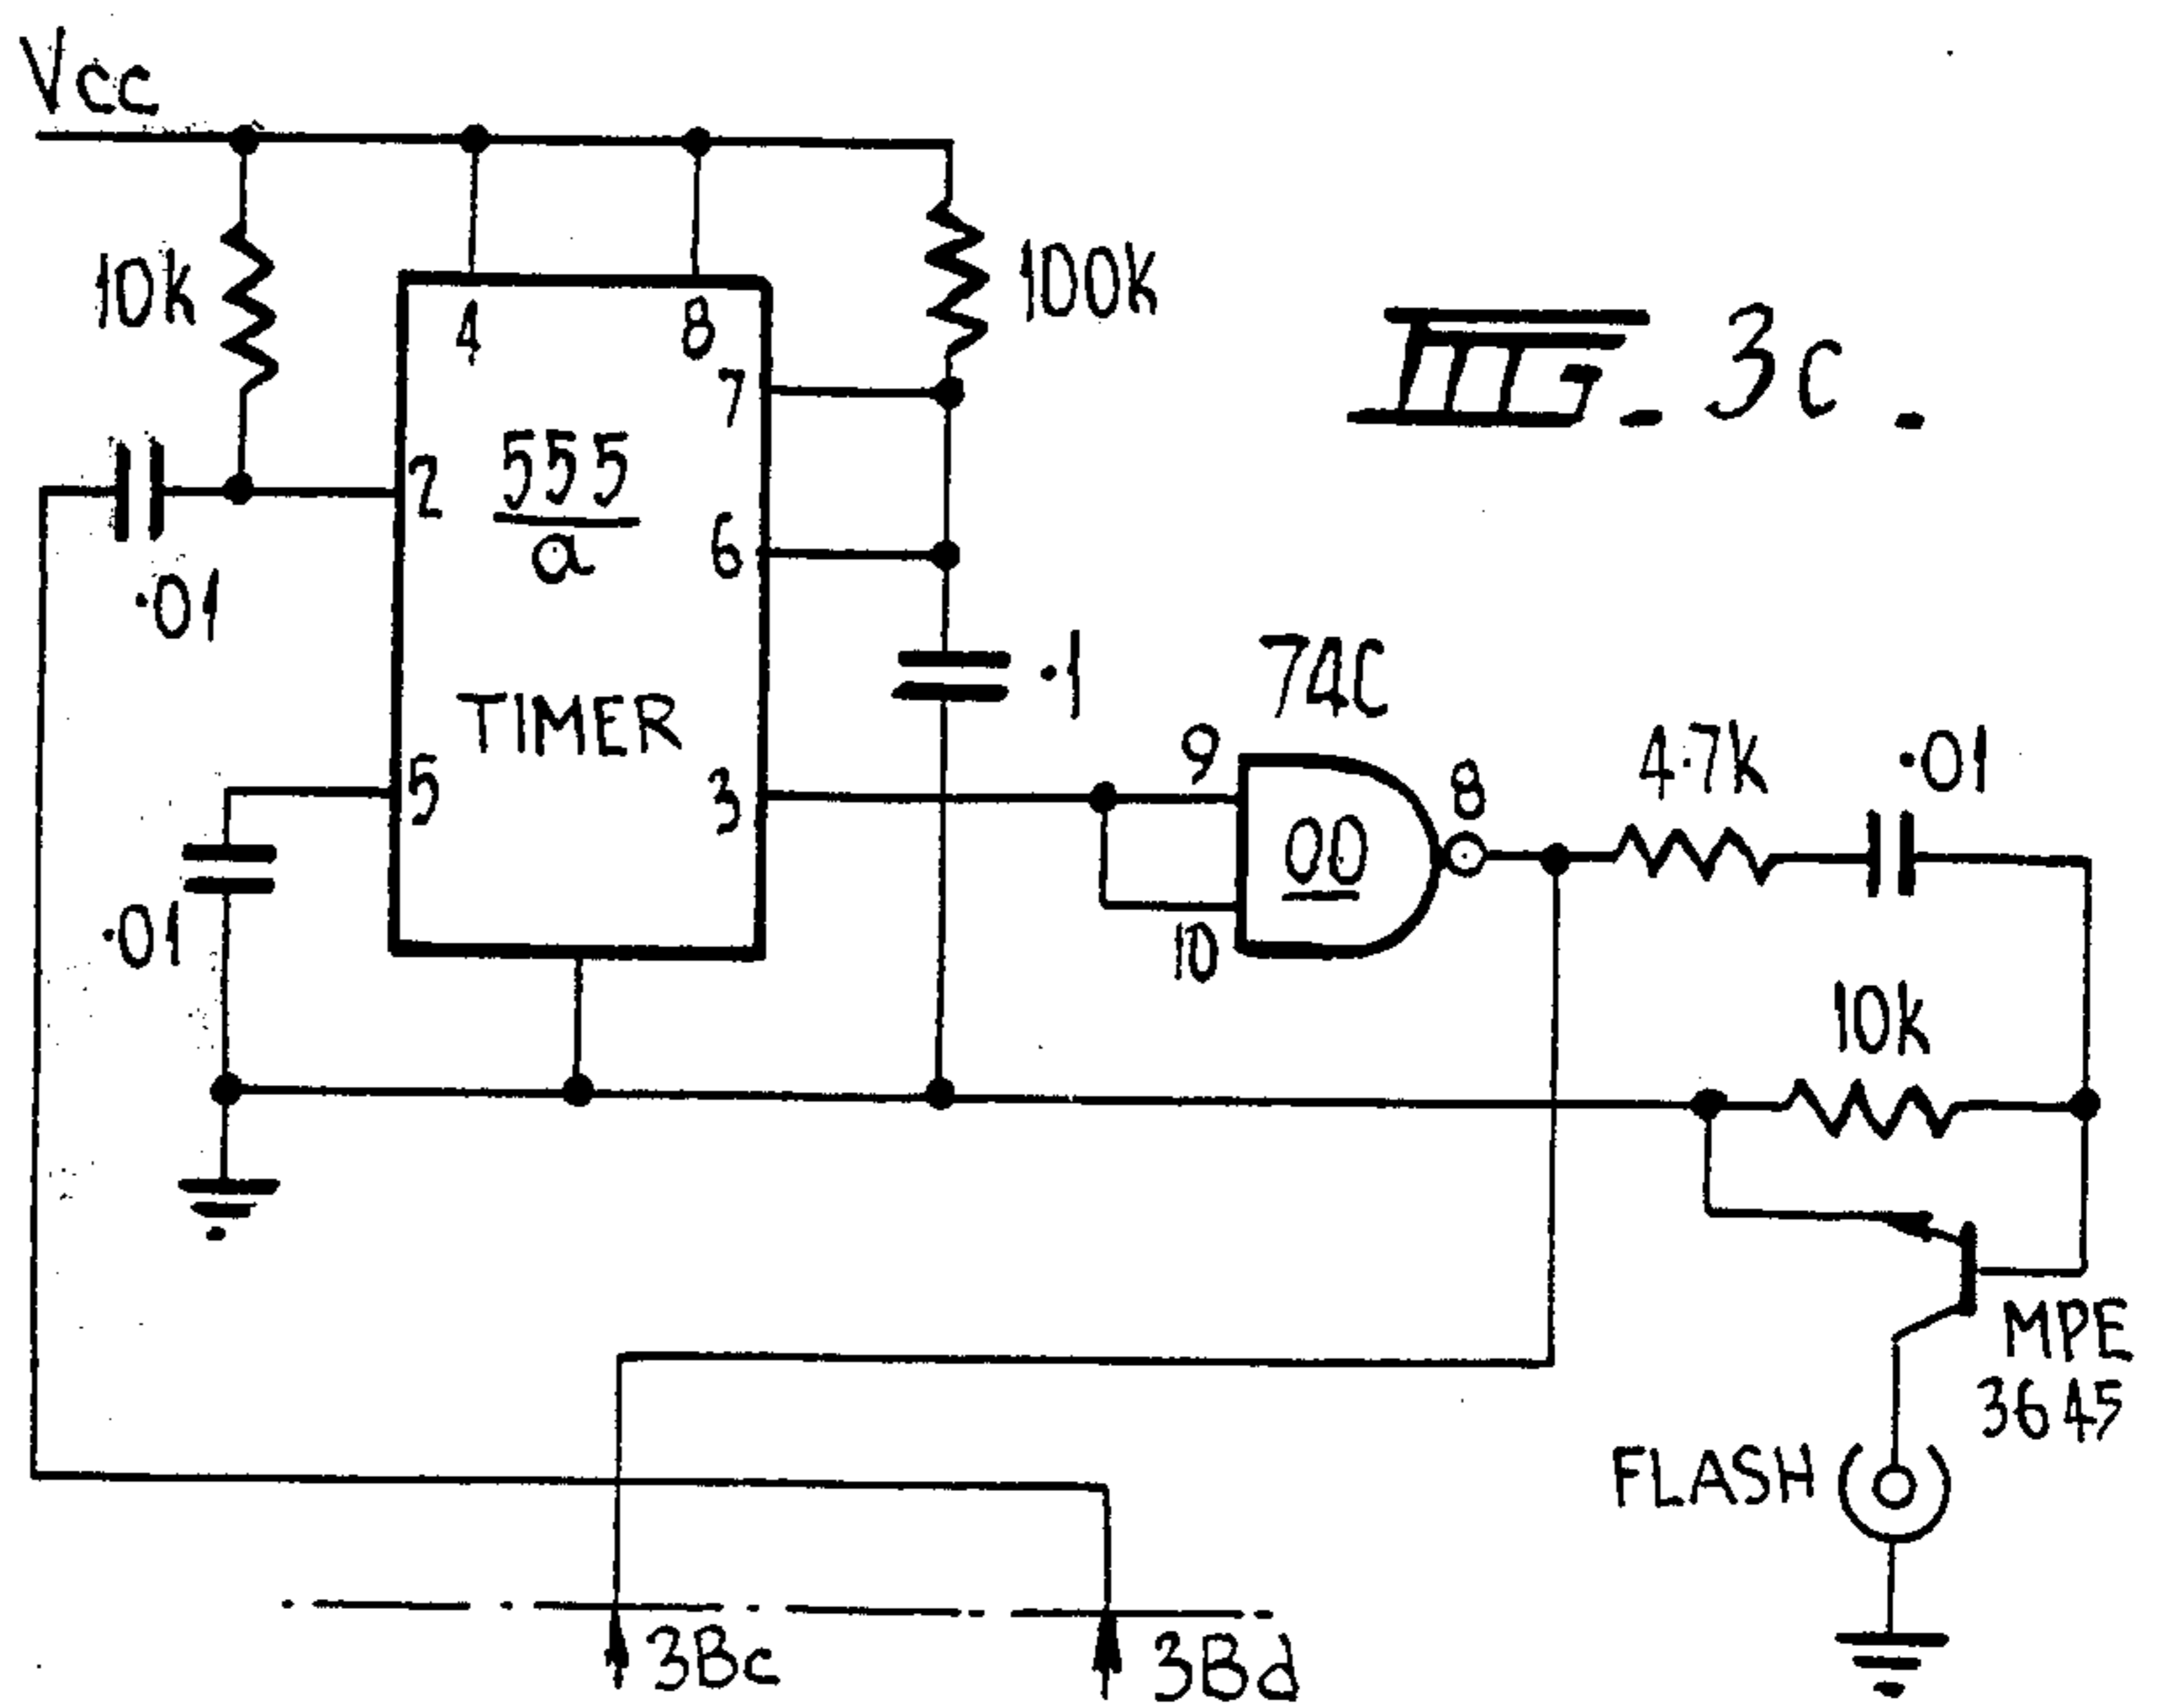 Vcc
10k
100k
FIG. 3c.
4
8
7
2
555
a
6
.01
.1
TIMER
74C
5
3
9
8
4.7k
.01
00
.01
10
10k
MPE
3645
FLASH
3Bc
3Bd